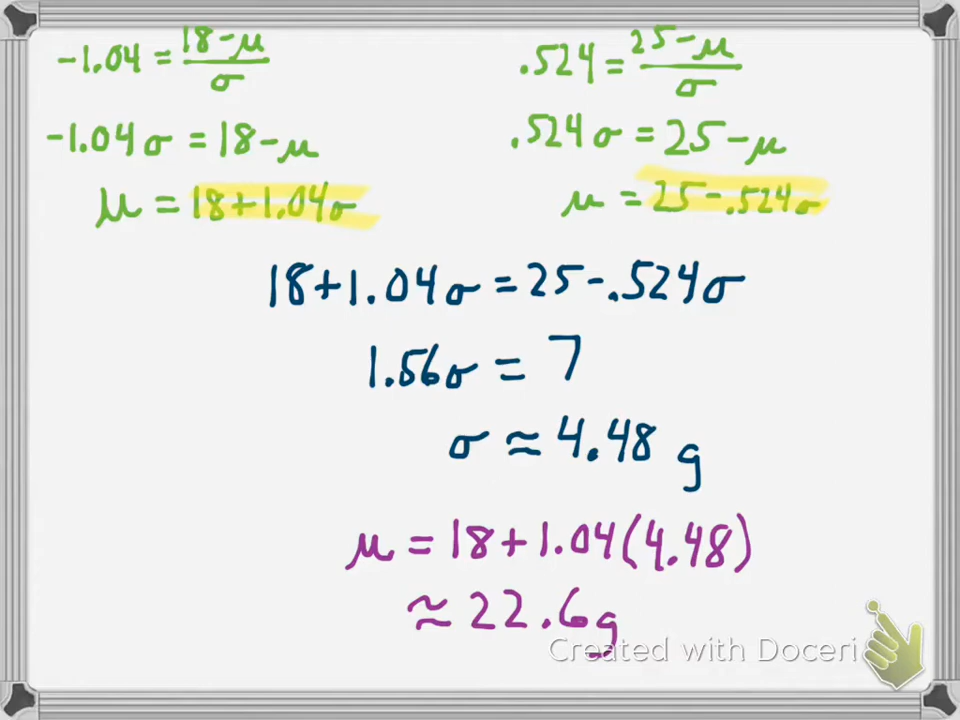 -1.04 = 18-μ/σ
.524 = 25-μ/σ
-1.04σ = 18-μ
.524σ = 25-μ
μ = 18+1.04σ
μ = 25-.524σ
18+1.04σ = 25-.524σ
1.56σ = 7
σ ≈ 4.48 g
μ = 18+1.04(4.48)
≈ 22.6g
Created with Doceri